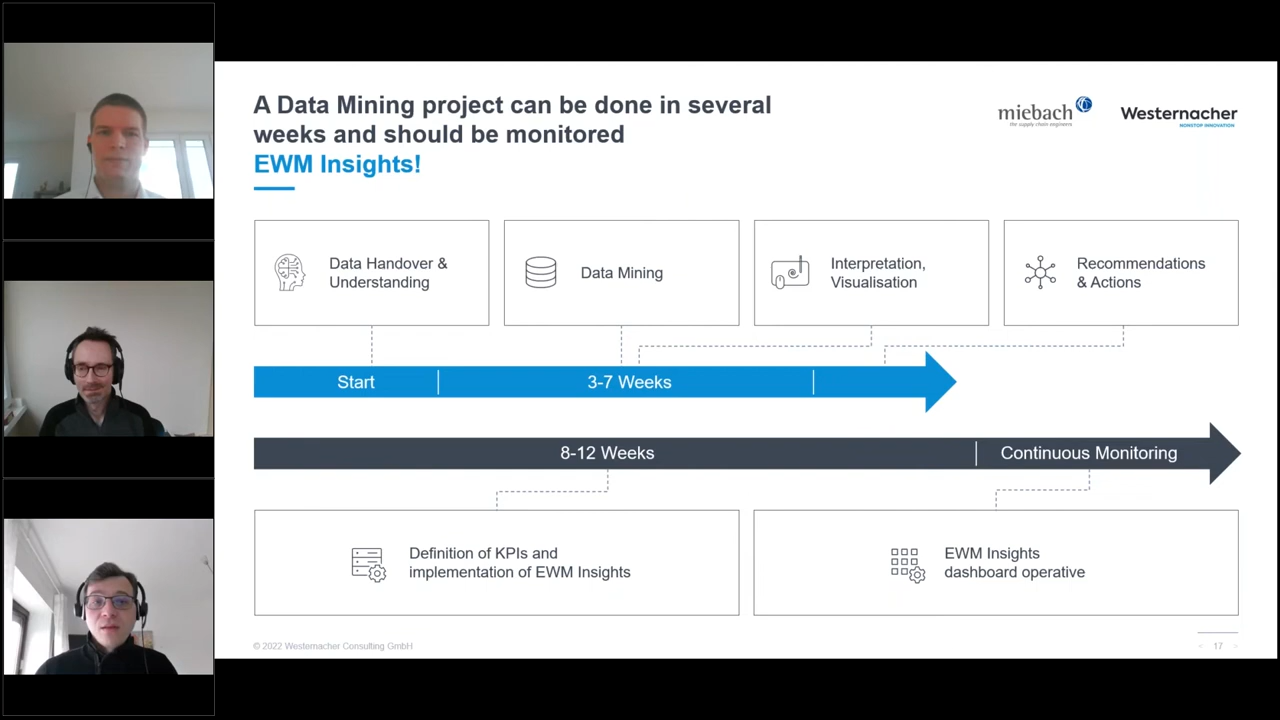 A Data Mining project can be done in several
weeks and should be monitored
EWM Insights!
miebach
the supply chain engineers
Westernacher
NONSTOP INNOVATION
Data Handover &
Understanding
Data Mining
Interpretation,
Visualisation
Recommendations
& Actions
Start
3-7 Weeks
8-12 Weeks
Continuous Monitoring
Definition of KPIs and
implementation of EWM Insights
EWM Insights
dashboard operative
© 2022 Westernacher Consulting GmbH
< 17 >